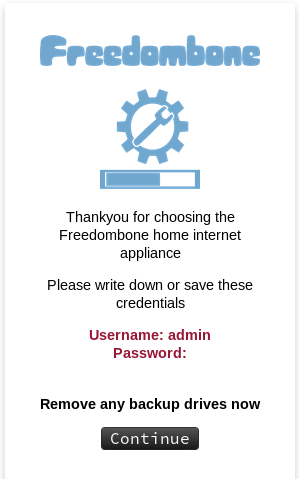 Freedombone
Thankyou for choosing the
Freedombone home internet
appliance
Please write down or save these
credentials
Username: admin
Password:
Remove any backup drives now
Continue